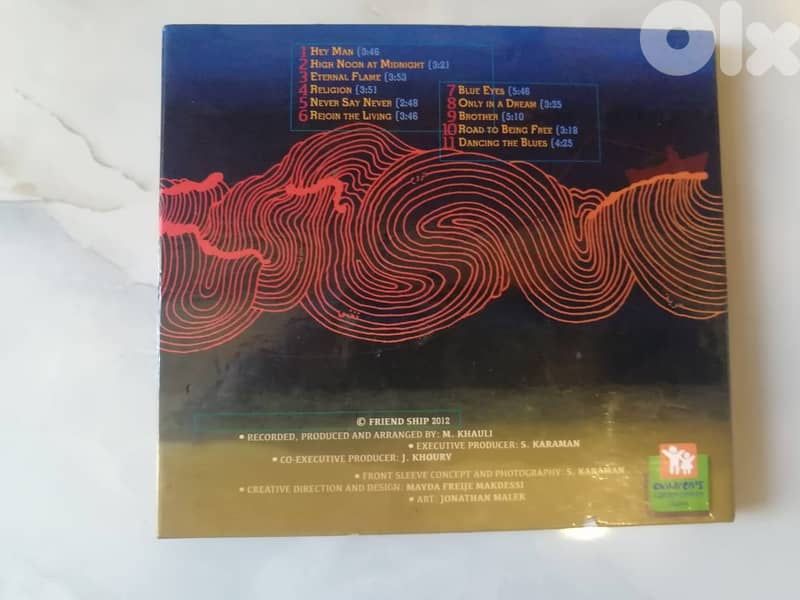 olx
1 Hey Man (3:46
2 High Noon at Midnight (3:21
3 Eternal Flame (3:53
4 Religion (3:51
5 Never Say Never (2:48
6 Rejoin the Living (3:46
7 Blue Eyes (5:46
8 Only in a Dream (3:35
9 Brother (5:10
10 Road to Being Free (3:18
11 Dancing the Blues (4:25
© FRIEND SHIP 2012
• RECORDED, PRODUCED AND ARRANGED BY: M. KHAULI
• EXECUTIVE PRODUCER: S. KARAMAN
• CO-EXECUTIVE PRODUCER: J. KHOURY
• FRONT SLEEVE CONCEPT AND PHOTOGRAPHY: S. KARAMAN
• CREATIVE DIRECTION AND DESIGN: MAYDA FREIJE MAKDESSI
• ART: JONATHAN MALEK
CHILDREN'S